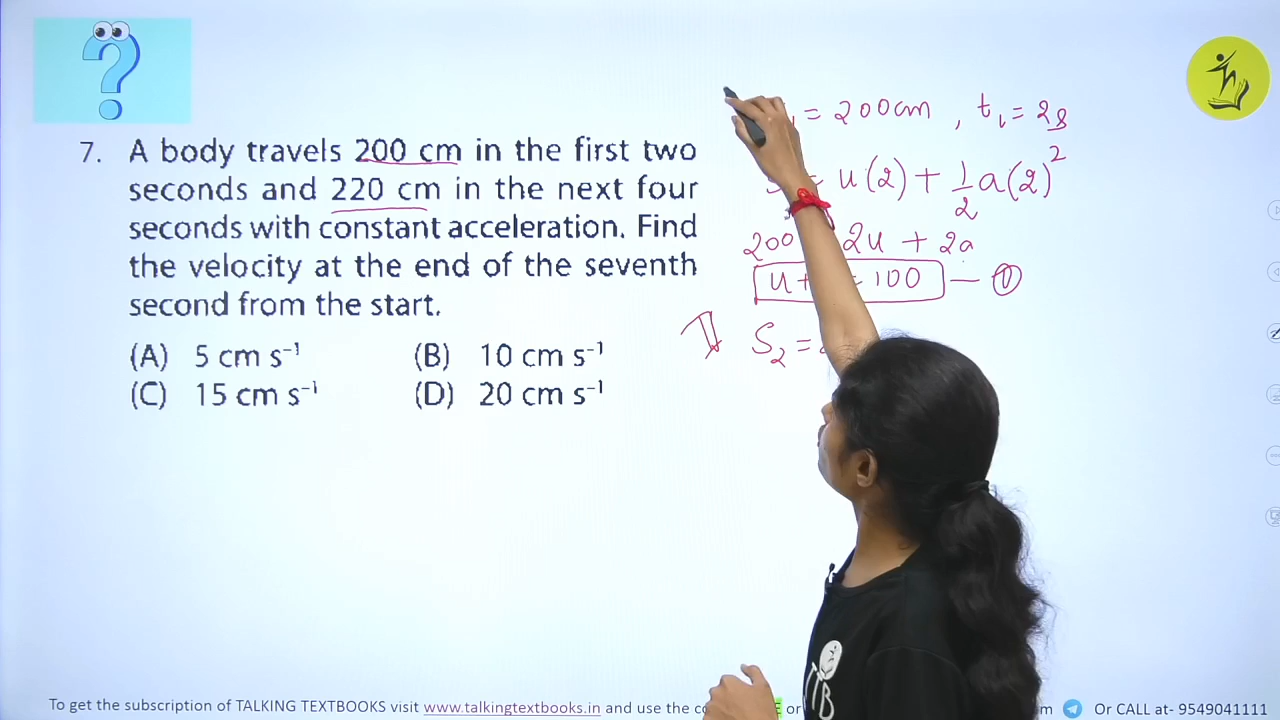 7. A body travels 200 cm in the first two
seconds and 220 cm in the next four
seconds with constant acceleration. Find
the velocity at the end of the seventh
second from the start.
(A) 5 cm s⁻¹ (B) 10 cm s⁻¹
(C) 15 cm s⁻¹ (D) 20 cm s⁻¹
= 200cm , t₁ = 2s
= u(2) + 1/2 a(2)²
200 2u + 2a
u+ = 100 — ①
II S₂ =
To get the subscription of TALKING TEXTBOOKS visit www.talkingtextbooks.in and use the Or CALL at- 9549041111